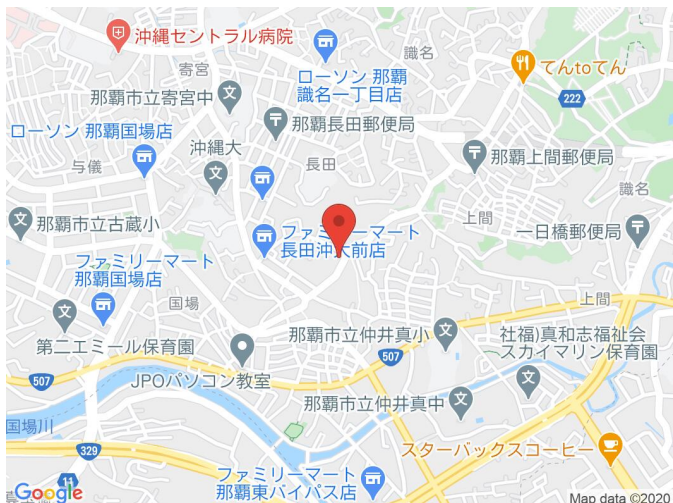 沖縄セントラル病院
寄宮
識名
ローソン 那覇
識名一丁目店
てんtoてん
222
那覇市立寄宮中
那覇長田郵便局
ローソン 那覇国場店
沖縄大
那覇上間郵便局
与儀
長田
識名
那覇市立古蔵小
ファミリーマート
長田沖大前店
上間
一日橋郵便局
ファミリーマート
那覇国場店
国場
上間
那覇市立仲井真小
社福)真和志福祉会
スカイマリン保育園
第二エミール保育園
507
JPOパソコン教室
507
那覇市立仲井真中
国場川
329
スターバックスコーヒー
11
ファミリーマート
那覇東バイパス店
Google
Map data ©2020